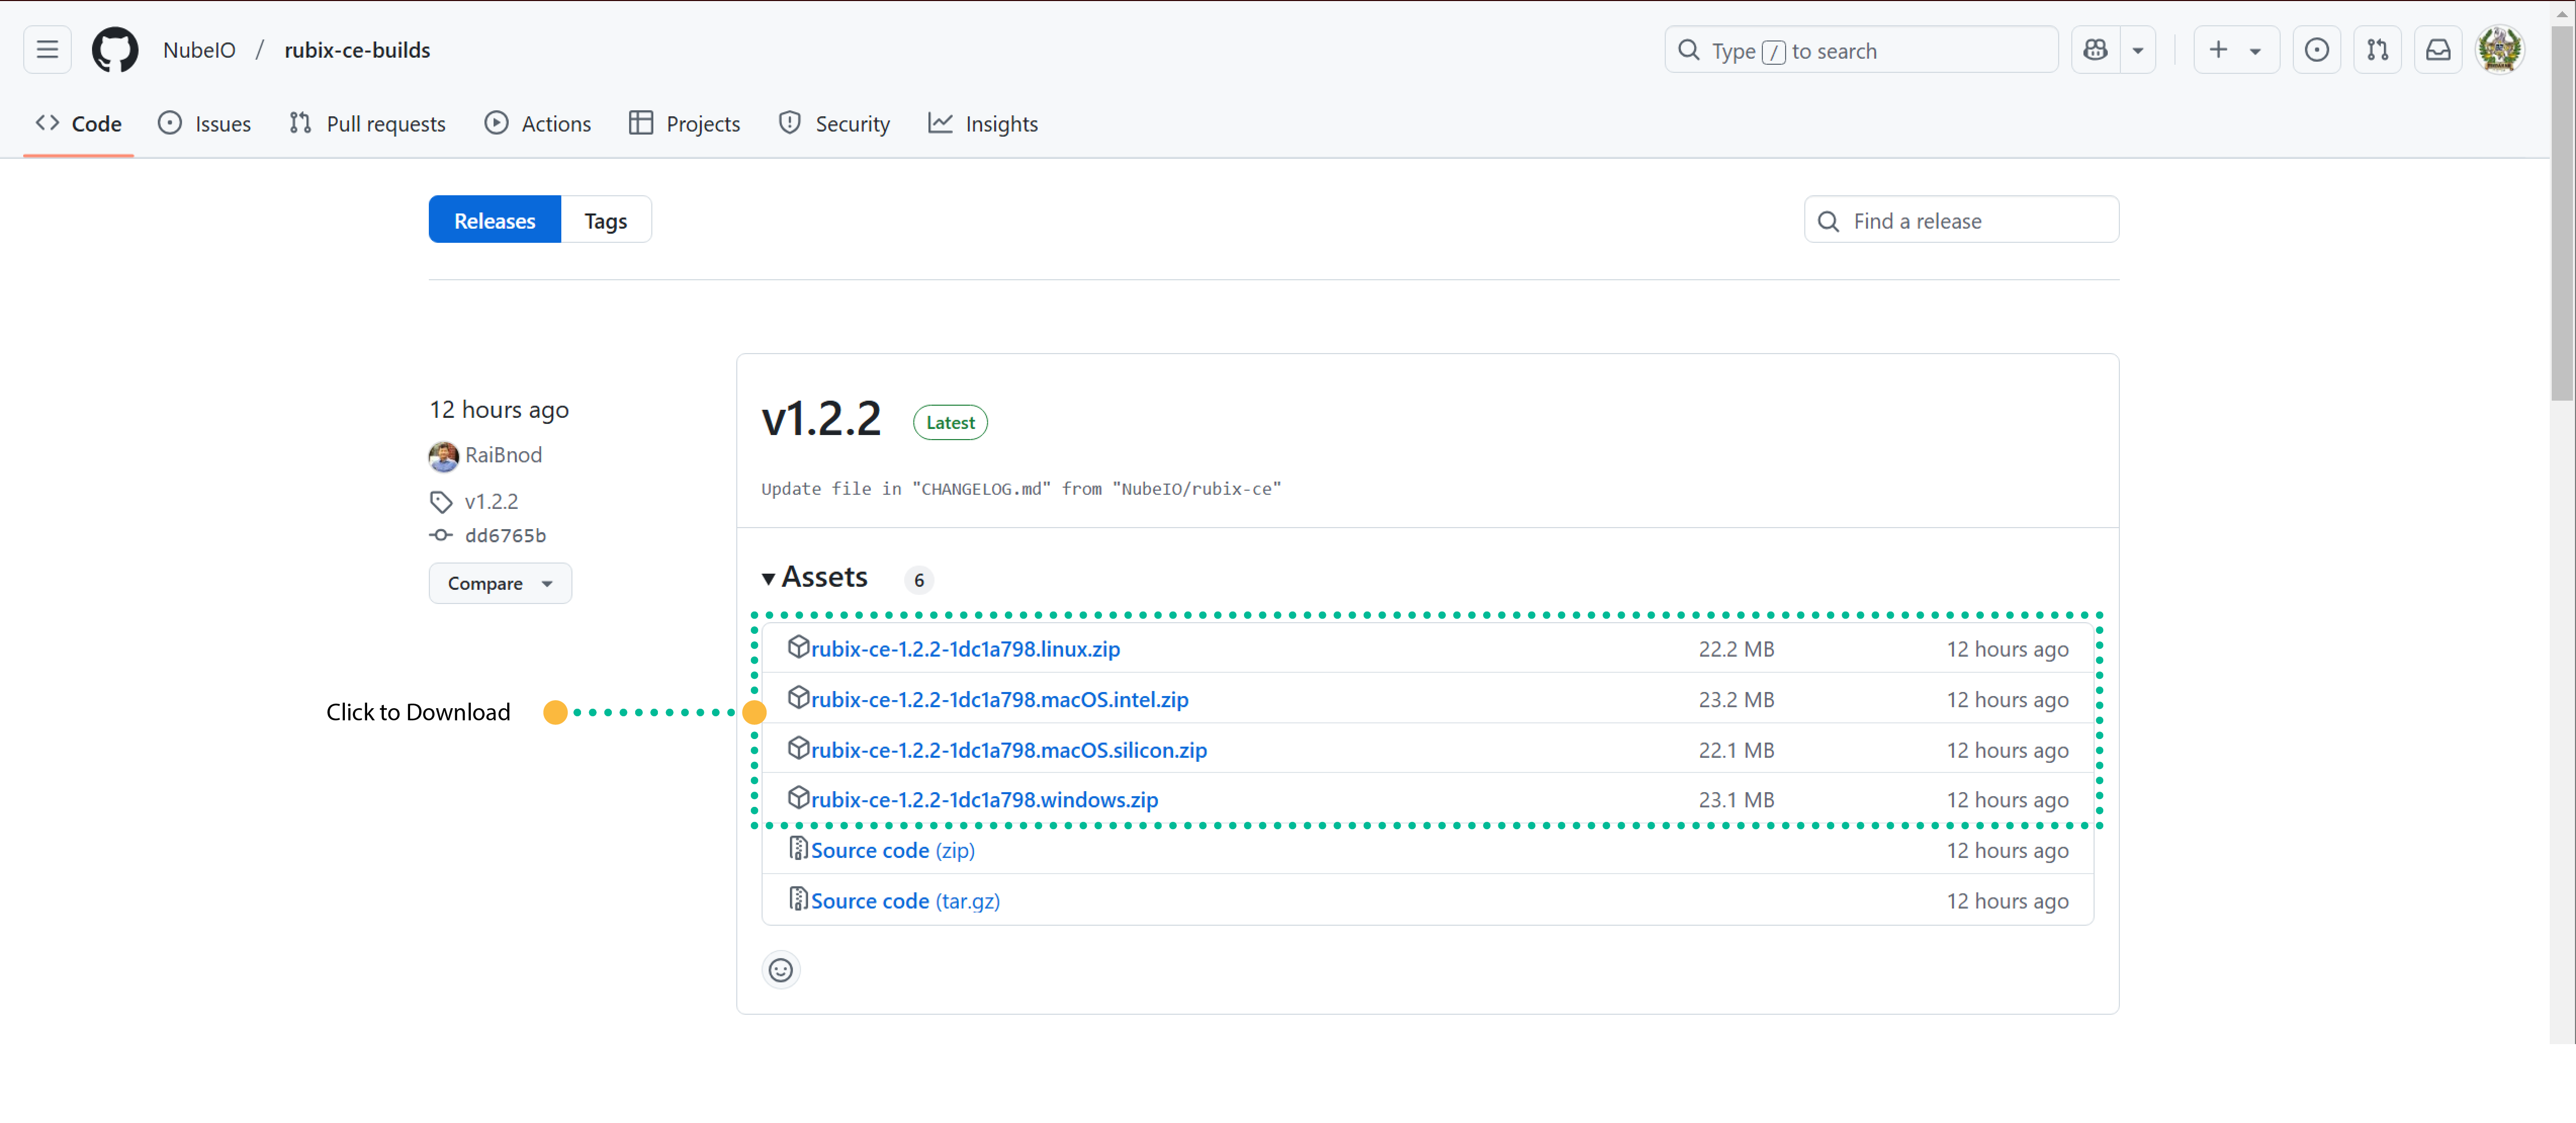 NubeIO / rubix-ce-builds
Type / to search
Code Issues Pull requests Actions Projects Security Insights
Releases Tags
Find a release
12 hours ago
RaiBnod
v1.2.2
dd6765b
Compare
v1.2.2 Latest
Update file in "CHANGELOG.md" from "NubeIO/rubix-ce"
Assets 6
rubix-ce-1.2.2-1dc1a798.linux.zip 22.2 MB 12 hours ago
rubix-ce-1.2.2-1dc1a798.macOS.intel.zip 23.2 MB 12 hours ago
Click to Download
rubix-ce-1.2.2-1dc1a798.macOS.silicon.zip 22.1 MB 12 hours ago
rubix-ce-1.2.2-1dc1a798.windows.zip 23.1 MB 12 hours ago
Source code (zip) 12 hours ago
Source code (tar.gz) 12 hours ago